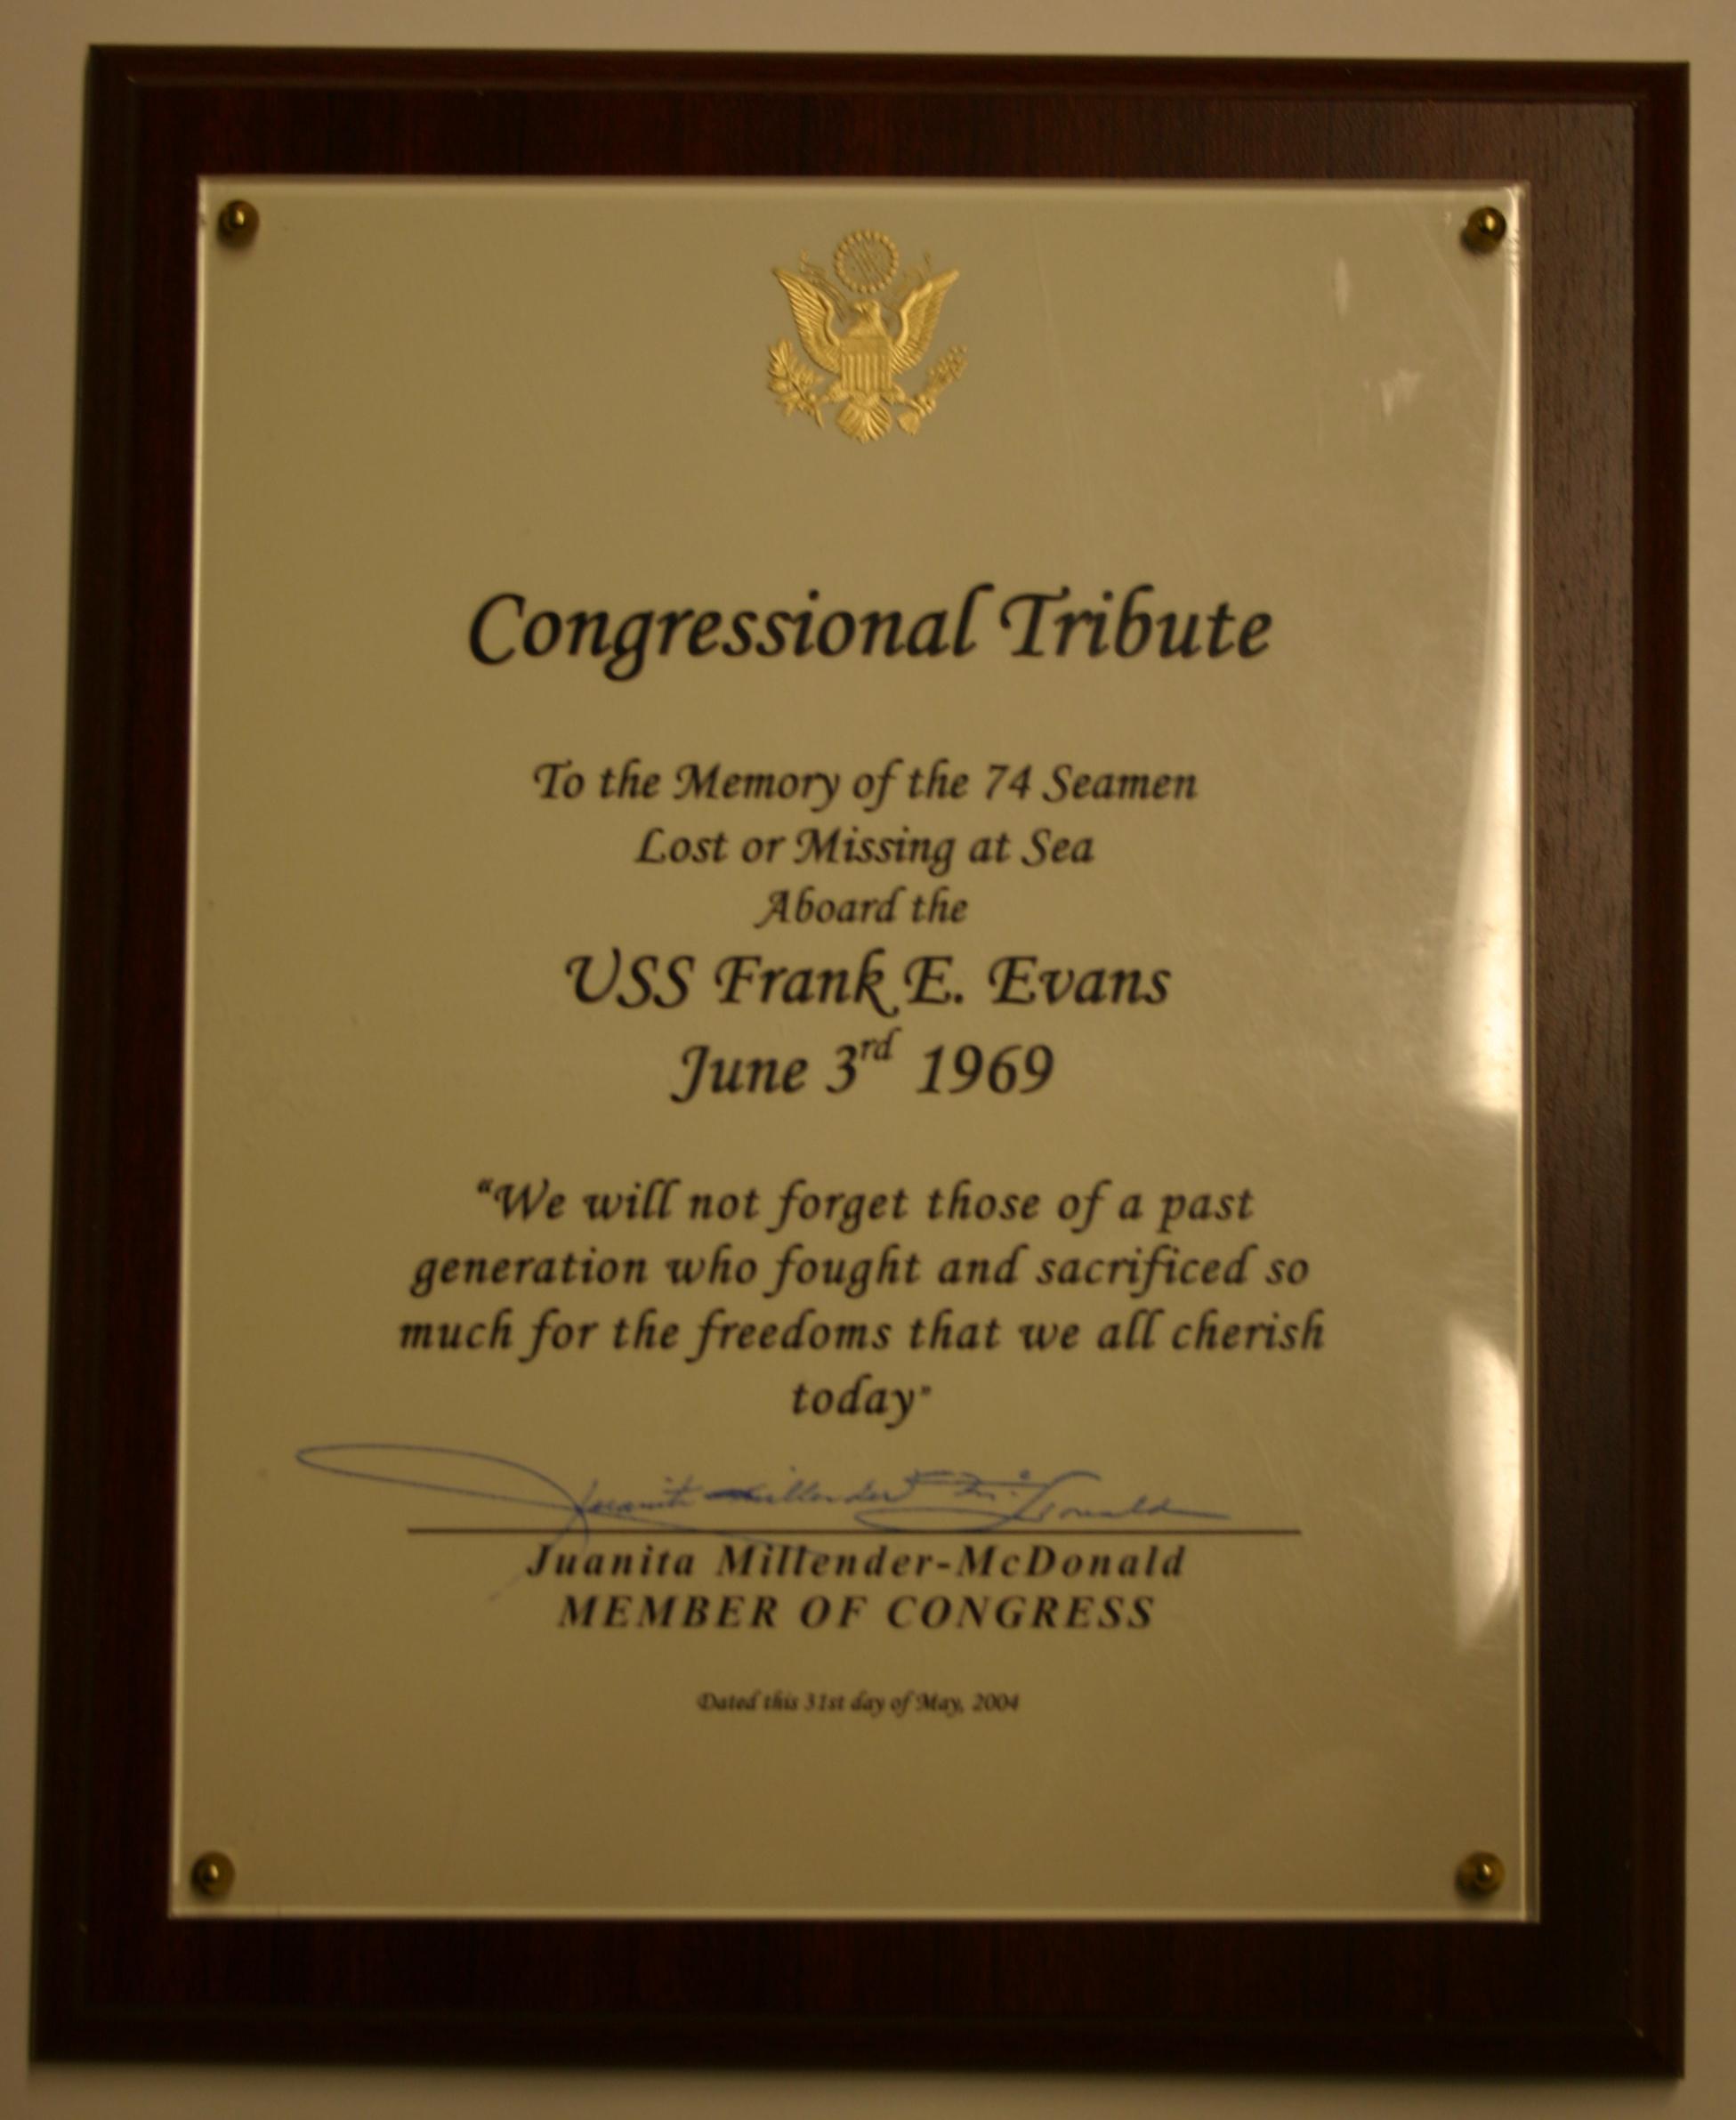 Congressional Tribute
To the Memory of the 74 Seamen
Lost or Missing at Sea
Aboard the
USS Frank E. Evans
June 3rd 1969
“We will not forget those of a past
generation who fought and sacrificed so
much for the freedoms that we all cherish
today”
Juanita Millender-McDonald
Juanita Millender-McDonald
MEMBER OF CONGRESS
Dated this 31st day of May, 2004